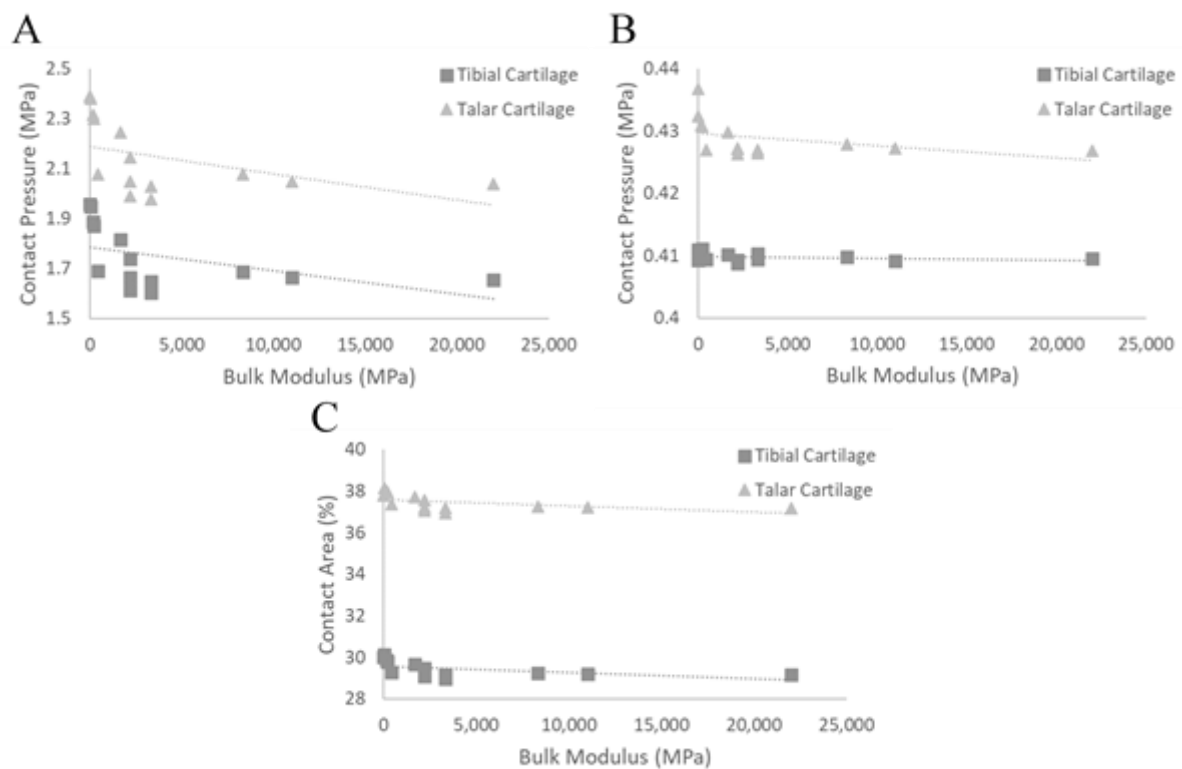 A
B
2.5
2.3
2.1
1.9
1.7
1.5
Contact Pressure (MPa)
Tibial Cartilage
Talar Cartilage
0 5,000 10,000 15,000 20,000 25,000
Bulk Modulus (MPa)
0.44
0.43
0.42
0.41
0.4
Contact Pressure (MPa)
Tibial Cartilage
Talar Cartilage
0 5,000 10,000 15,000 20,000 25,000
Bulk Modulus (MPa)
C
40
38
36
34
32
30
28
Contact Area (%)
Tibial Cartilage
Talar Cartilage
0 5,000 10,000 15,000 20,000 25,000
Bulk Modulus (MPa)